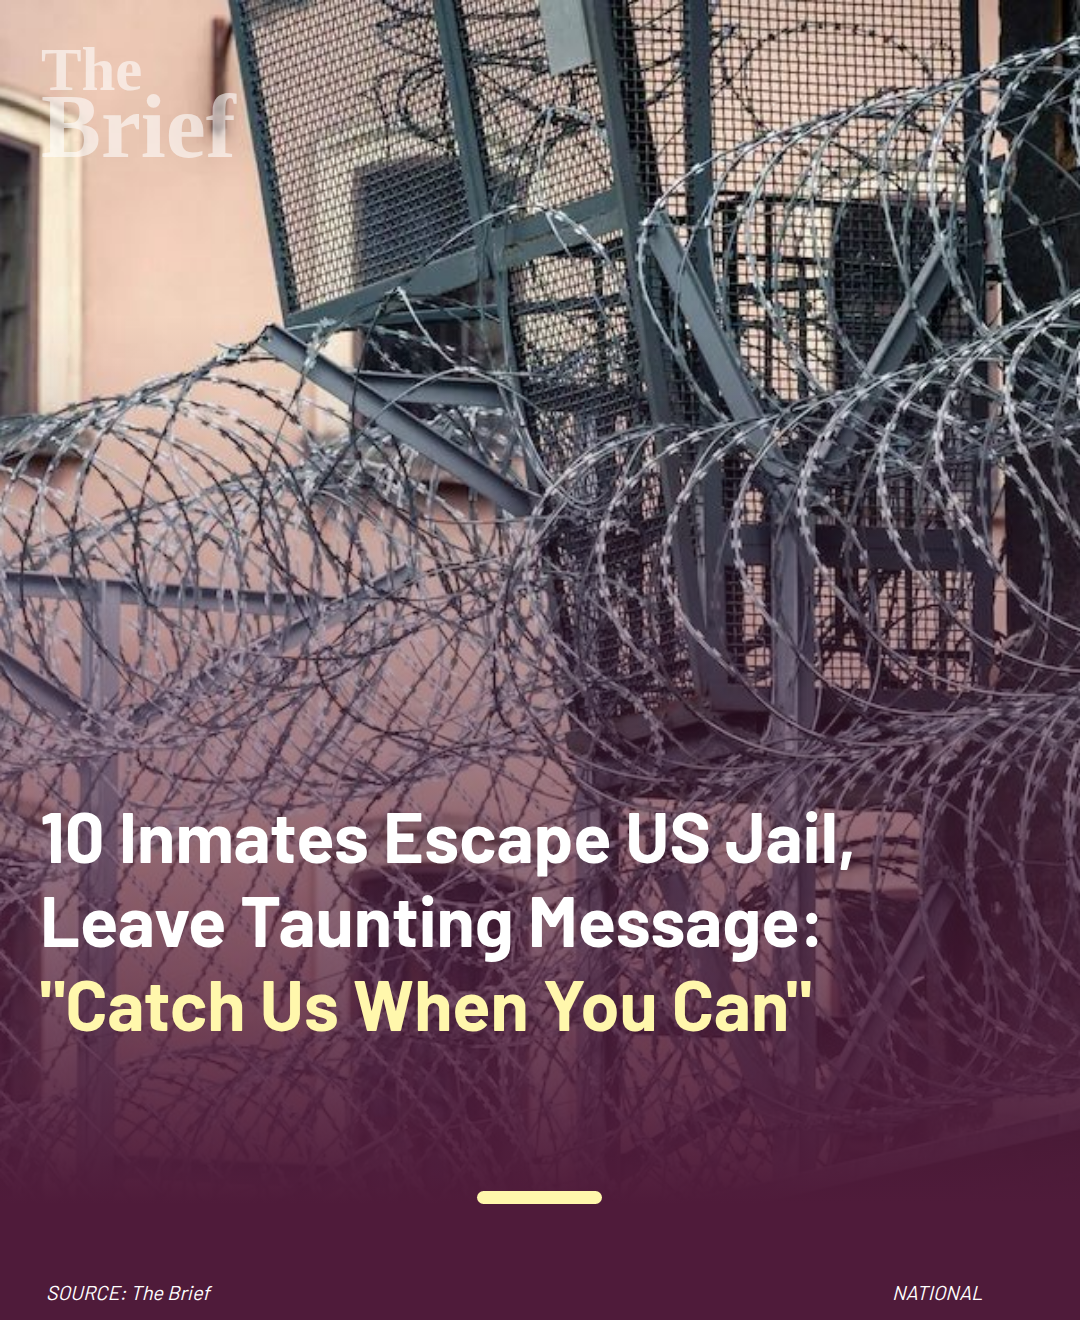 The
Brief
10 Inmates Escape US Jail,
Leave Taunting Message:
"Catch Us When You Can"
SOURCE: The Brief
NATIONAL